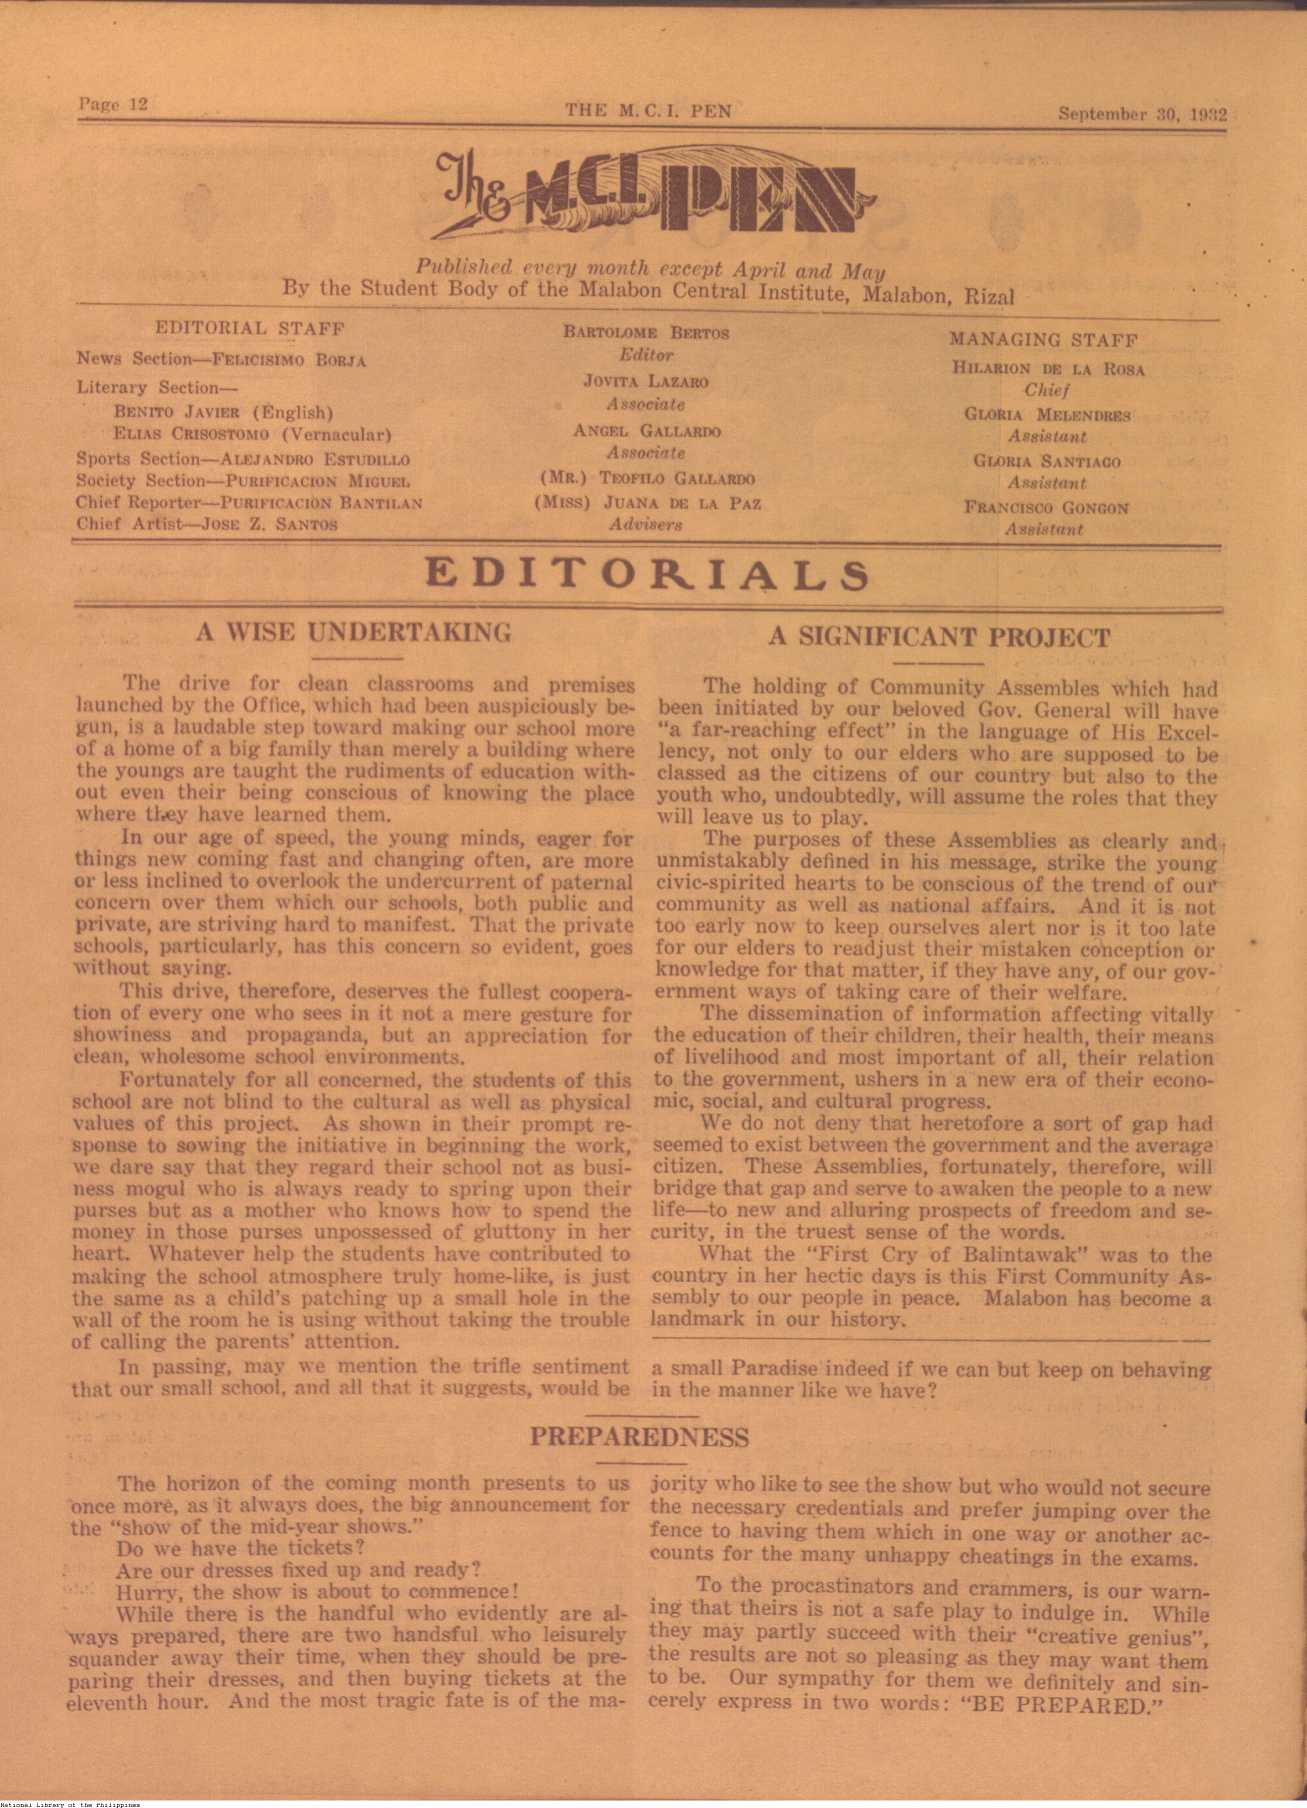 Page 12
THE M. C. I. PEN
September 30, 1932
The M.C.I. PEN
Published every month except April and May
By the Student Body of the Malabon Central Institute, Malabon, Rizal
EDITORIAL STAFF
News Section—FELICISIMO BORJA
Literary Section—
BENITO JAVIER (English)
ELIAS CRISOSTOMO (Vernacular)
Sports Section—ALEJANDRO ESTUDILLO
Society Section—PURIFICACION MIGUEL
Chief Reporter—PURIFICACION BANTILAN
Chief Artist—JOSE Z. SANTOS
BARTOLOME BERTOS
Editor
JOVITA LAZARO
Associate
ANGEL GALLARDO
Associate
(MR.) TEOFILO GALLARDO
(MISS) JUANA DE LA PAZ
Advisers
MANAGING STAFF
HILARION DE LA ROSA
Chief
GLORIA MELENDRES
Assistant
GLORIA SANTIAGO
Assistant
FRANCISCO GONGON
Assistant
EDITORIALS
A WISE UNDERTAKING
The drive for clean classrooms and premises
launched by the Office, which had been auspiciously be-
gun, is a laudable step toward making our school more
of a home of a big family than merely a building where
the youngs are taught the rudiments of education with-
out even their being conscious of knowing the place
where they have learned them.
In our age of speed, the young minds, eager for
things new coming fast and changing often, are more
or less inclined to overlook the undercurrent of paternal
concern over them which our schools, both public and
private, are striving hard to manifest. That the private
schools, particularly, has this concern so evident, goes
without saying.
This drive, therefore, deserves the fullest coopera-
tion of every one who sees in it not a mere gesture for
showiness and propaganda, but an appreciation for
clean, wholesome school environments.
Fortunately for all concerned, the students of this
school are not blind to the cultural as well as physical
values of this project. As shown in their prompt re-
sponse to sowing the initiative in beginning the work,
we dare say that they regard their school not as busi-
ness mogul who is always ready to spring upon their
purses but as a mother who knows how to spend the
money in those purses unpossessed of gluttony in her
heart. Whatever help the students have contributed to
making the school atmosphere truly home-like, is just
the same as a child's patching up a small hole in the
wall of the room he is using without taking the trouble
of calling the parents' attention.
In passing, may we mention the trifle sentiment
that our small school, and all that it suggests, would be
a small Paradise indeed if we can but keep on behaving
in the manner like we have?
A SIGNIFICANT PROJECT
The holding of Community Assembles which had
been initiated by our beloved Gov. General will have
"a far-reaching effect" in the language of His Excel-
lency, not only to our elders who are supposed to be
classed as the citizens of our country but also to the
youth who, undoubtedly, will assume the roles that they
will leave us to play.
The purposes of these Assemblies as clearly and
unmistakably defined in his message, strike the young
civic-spirited hearts to be conscious of the trend of our
community as well as national affairs. And it is not
too early now to keep ourselves alert nor is it too late
for our elders to readjust their mistaken conception or
knowledge for that matter, if they have any, of our gov-
ernment ways of taking care of their welfare.
The dissemination of information affecting vitally
the education of their children, their health, their means
of livelihood and most important of all, their relation
to the government, ushers in a new era of their econo-
mic, social, and cultural progress.
We do not deny that heretofore a sort of gap had
seemed to exist between the government and the average
citizen. These Assemblies, fortunately, therefore, will
bridge that gap and serve to awaken the people to a new
life—to new and alluring prospects of freedom and se-
curity, in the truest sense of the words.
What the "First Cry of Balintawak" was to the
country in her hectic days is this First Community As-
sembly to our people in peace. Malabon has become a
landmark in our history.
PREPAREDNESS
The horizon of the coming month presents to us
once more, as it always does, the big announcement for
the "show of the mid-year shows."
Do we have the tickets?
Are our dresses fixed up and ready?
Hurry, the show is about to commence!
While there is the handful who evidently are al-
ways prepared, there are two handsful who leisurely
squander away their time, when they should be pre-
paring their dresses, and then buying tickets at the
eleventh hour. And the most tragic fate is of the ma-
jority who like to see the show but who would not secure
the necessary credentials and prefer jumping over the
fence to having them which in one way or another ac-
counts for the many unhappy cheatings in the exams.
To the procastinators and crammers, is our warn-
ing that theirs is not a safe play to indulge in. While
they may partly succeed with their "creative genius",
the results are not so pleasing as they may want them
to be. Our sympathy for them we definitely and sin-
cerely express in two words: "BE PREPARED."
National Library of the Philippines